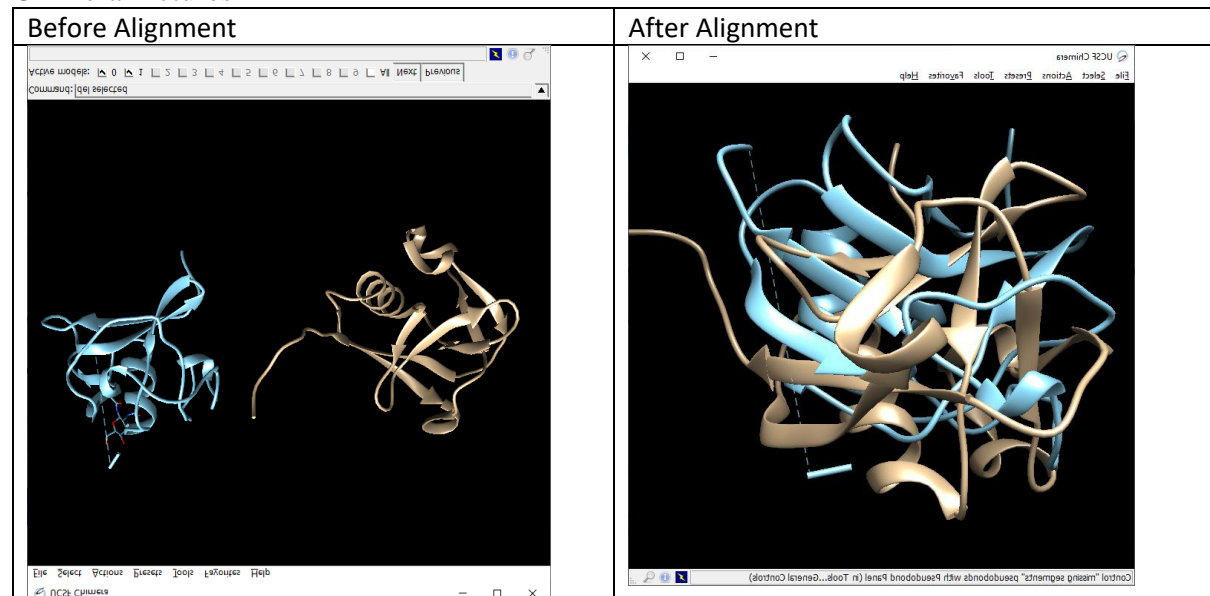 Before Alignment
After Alignment
Active models: 0 1 2 3 4 5 6 7 8 9 All Next Previous
Command: del selected
File Select Actions Presets Tools Favorites Help
UCSF Chimera
UCSF Chimera
File Select Actions Presets Tools Favorites Help
Control "missing segments" pseudobonds with Pseudobond Panel (in Tools...General Controls)